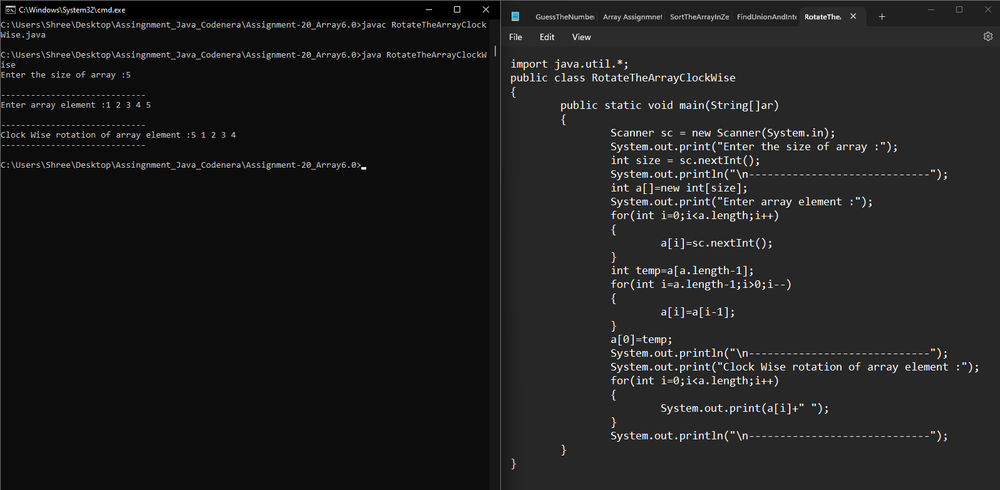 C:\Windows\System32\cmd.exe
C:\Users\Shree\Desktop\Assingnment_Java_Codenera\Assignment-20_Array6.0>javac RotateTheArrayClock
Wise.java
C:\Users\Shree\Desktop\Assingnment_Java_Codenera\Assignment-20_Array6.0>java RotateTheArrayClockW
ise
Enter the size of array :5
-----------------------------
Enter array element :1 2 3 4 5
-----------------------------
Clock Wise rotation of array element :5 1 2 3 4
-----------------------------
C:\Users\Shree\Desktop\Assingnment_Java_Codenera\Assignment-20_Array6.0>
GuessTheNumber Array Assignmnet SortTheArrayInZe FindUnionAndInte RotateThe
File Edit View
import java.util.*;
public class RotateTheArrayClockWise
{
public static void main(String[]ar)
{
Scanner sc = new Scanner(System.in);
System.out.print("Enter the size of array :");
int size = sc.nextInt();
System.out.println("\n-----------------------------");
int a[]=new int[size];
System.out.print("Enter array element :");
for(int i=0;i<a.length;i++)
{
a[i]=sc.nextInt();
}
int temp=a[a.length-1];
for(int i=a.length-1;i>0;i--)
{
a[i]=a[i-1];
}
a[0]=temp;
System.out.println("\n-----------------------------");
System.out.print("Clock Wise rotation of array element :");
for(int i=0;i<a.length;i++)
{
System.out.print(a[i]+" ");
}
System.out.println("\n-----------------------------");
}
}